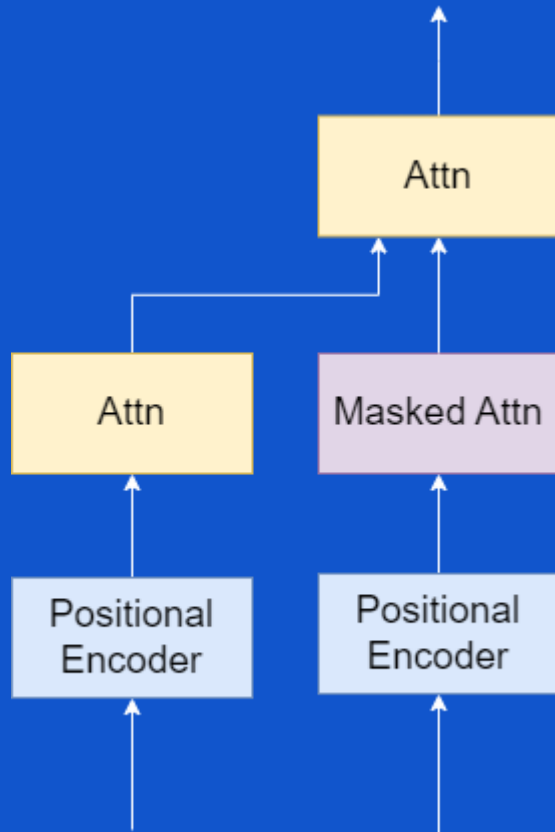 Attn
Attn
Masked Attn
Positional
Encoder
Positional
Encoder